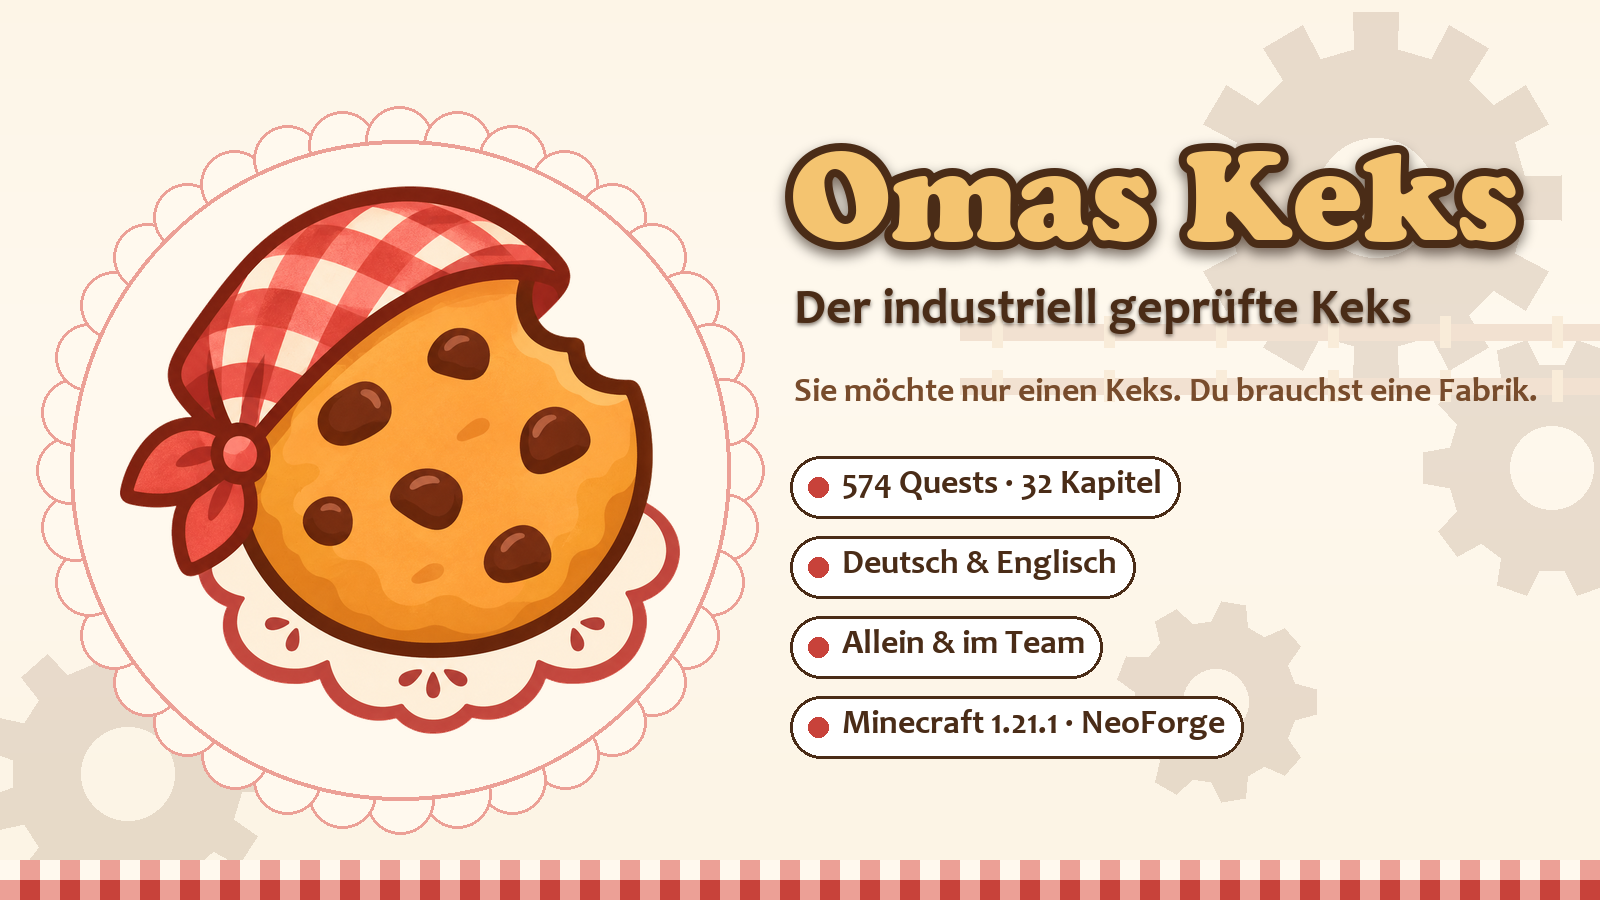 Omas Keks
Der industriell geprüfte Keks
Sie möchte nur einen Keks. Du brauchst eine Fabrik.
574 Quests · 32 Kapitel
Deutsch & Englisch
Allein & im Team
Minecraft 1.21.1 · NeoForge